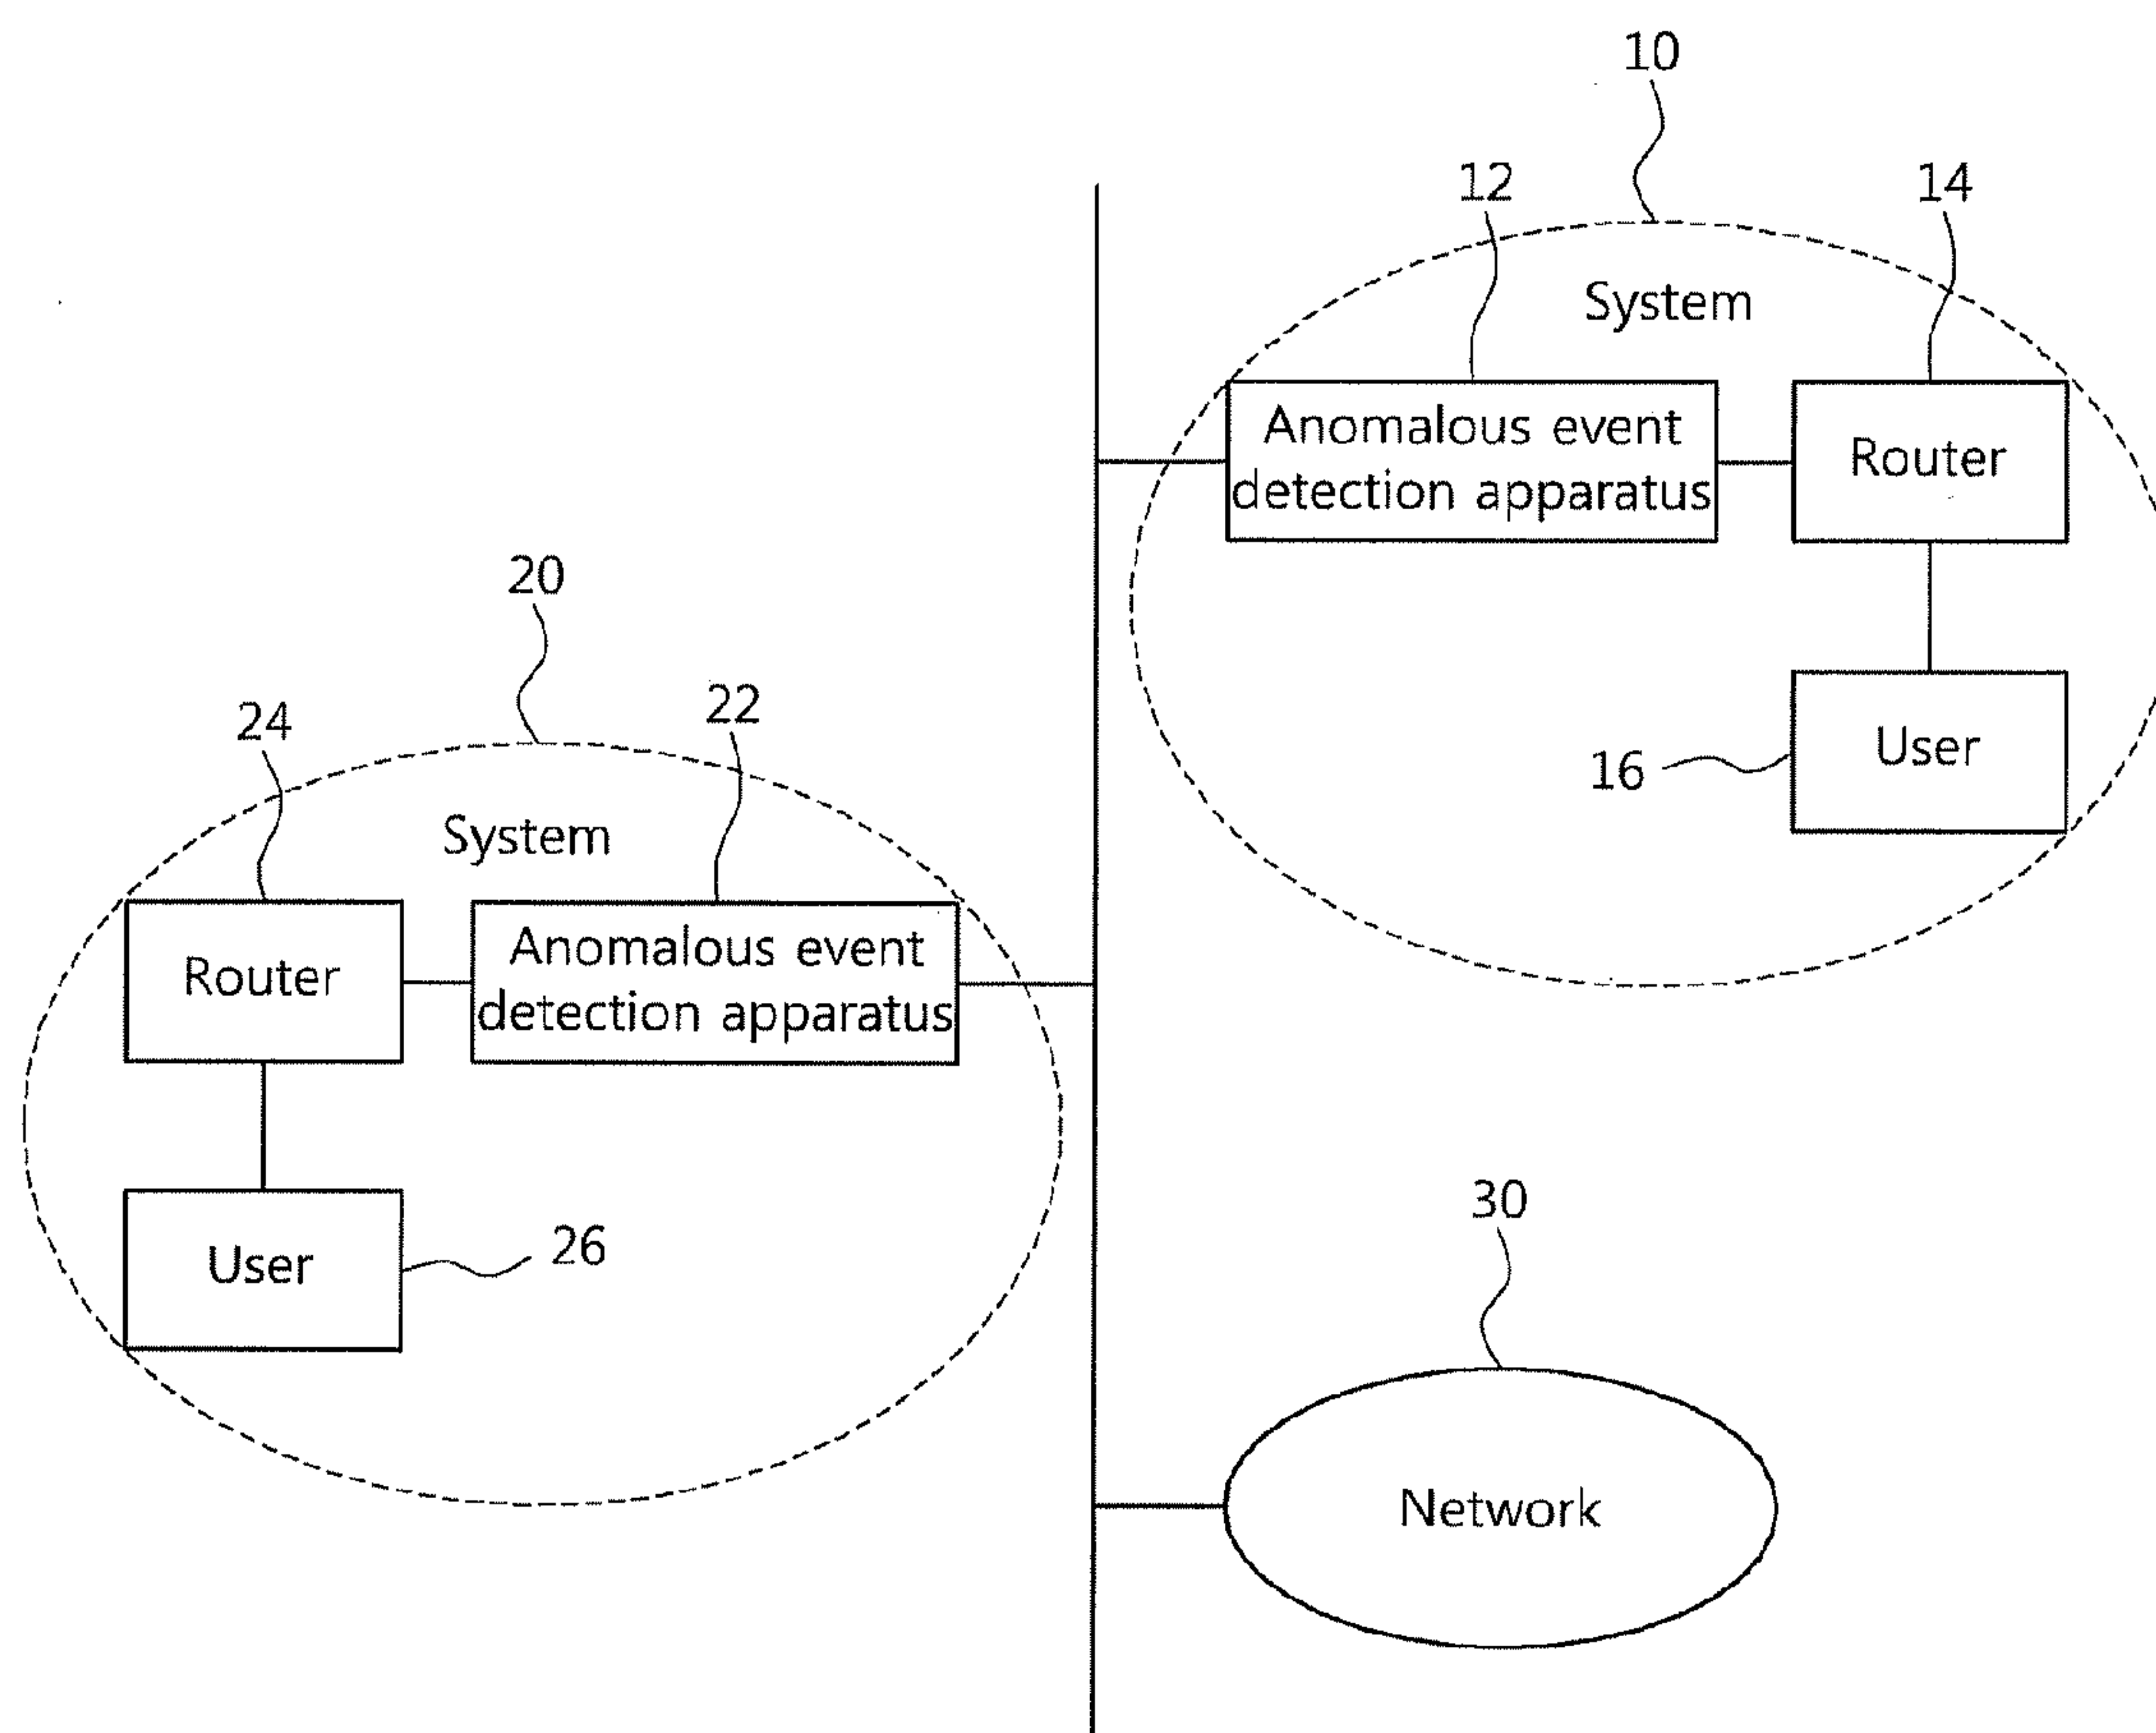 10
12
14
System
Anomalous event
detection apparatus
Router
16
User
20
24
22
System
Router
Anomalous event
detection apparatus
User
26
30
Network